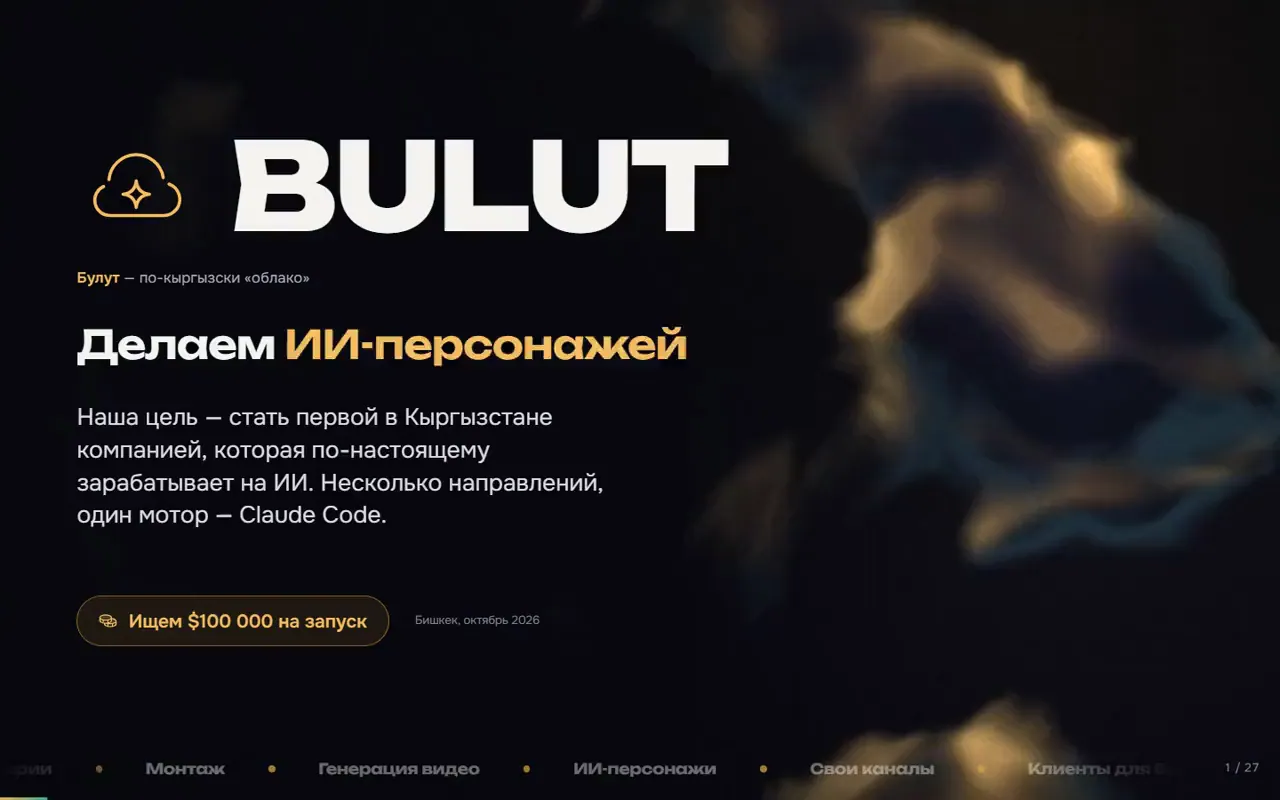 BULUT
Булут — по-кыргызски «облако»
Делаем ИИ-персонажей
Наша цель — стать первой в Кыргызстане
компанией, которая по-настоящему
зарабатывает на ИИ. Несколько направлений,
один мотор — Claude Code.
Ищем $100 000 на запуск
Бишкек, октябрь 2026
• Монтаж • Генерация видео • ИИ-персонажи • Свои каналы • Клиенты для
1 / 27